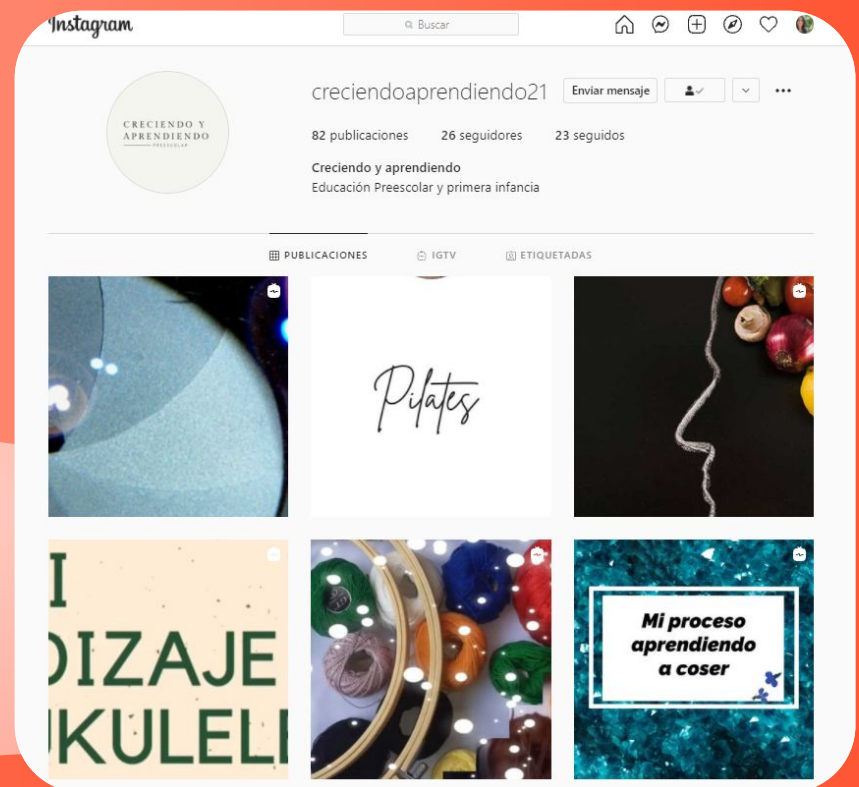 Instagram
Buscar
creciendoaprendiendo21
Enviar mensaje
82 publicaciones
26 seguidores
23 seguidos
CRECIENDO Y
APRENDIENDO
PREESCOLAR
Creciendo y aprendiendo
Educación Preescolar y primera infancia
PUBLICACIONES
IGTV
ETIQUETADAS
Pilates
I
DIZAJE
KULELE
Mi proceso
aprendiendo
a coser